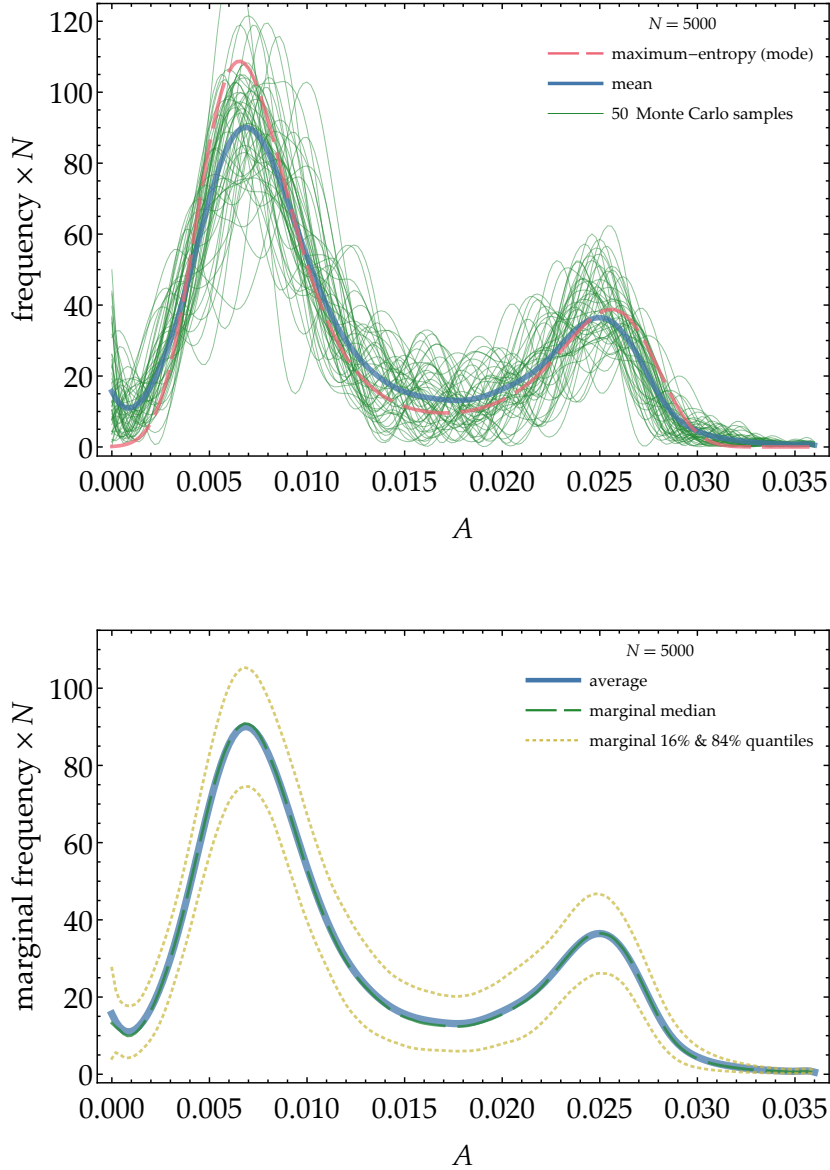 N = 5000
maximum−entropy (mode)
mean
50 Monte Carlo samples
frequency × N
120
100
80
60
40
20
0
0.000 0.005 0.010 0.015 0.020 0.025 0.030 0.035
A
N = 5000
average
marginal median
marginal 16% & 84% quantiles
marginal frequency × N
100
80
60
40
20
0
0.000 0.005 0.010 0.015 0.020 0.025 0.030 0.035
A